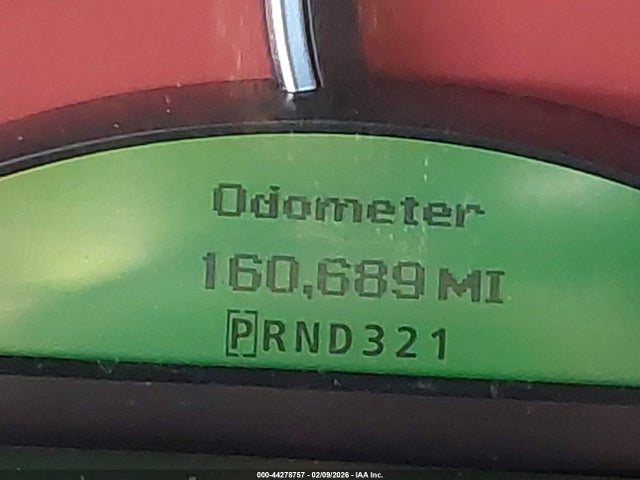 Odometer
160,689 MI
PRND321
000-44278757 - 02/09/2026 - IAA Inc.